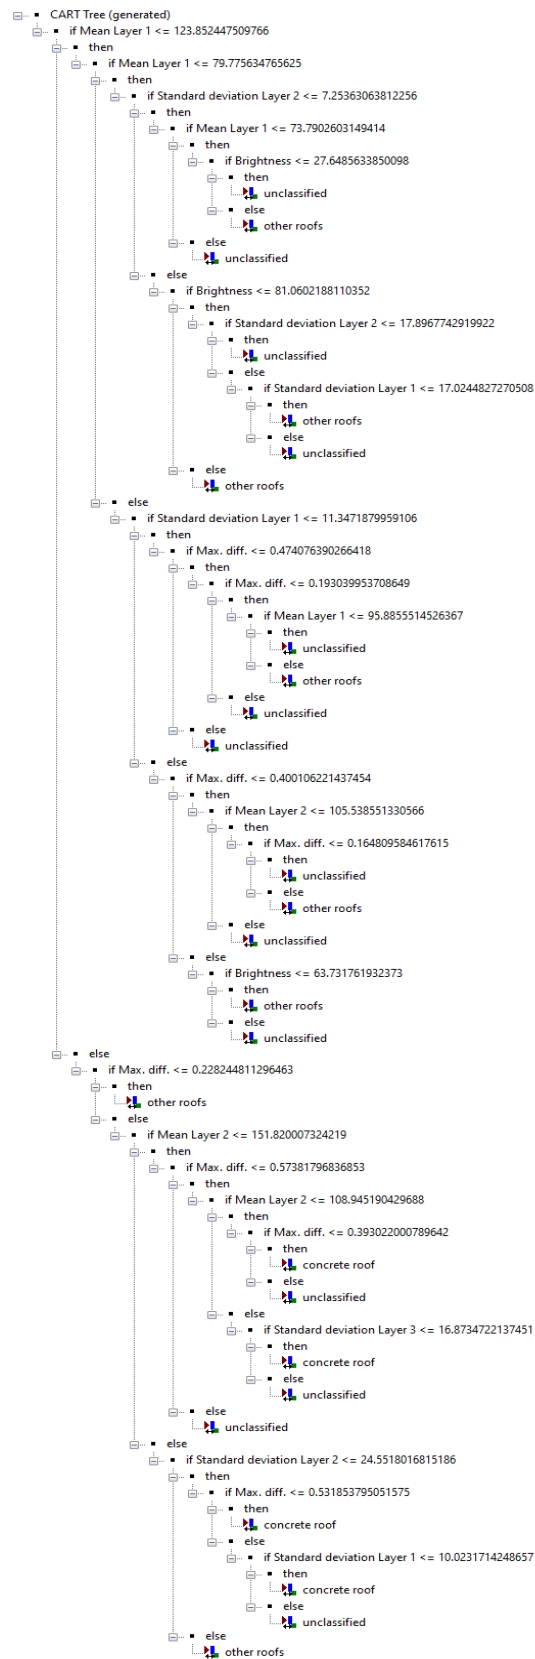 CART Tree (generated)
if Mean Layer 1 <= 123.852447509766
then
if Mean Layer 1 <= 79.775634765625
then
if Standard deviation Layer 2 <= 7.25363063812256
then
if Mean Layer 1 <= 73.7902603149414
then
if Brightness <= 27.6485633850098
then
unclassified
else
other roofs
else
unclassified
else
if Brightness <= 81.0602188110352
then
if Standard deviation Layer 2 <= 17.8967742919922
then
unclassified
else
if Standard deviation Layer 1 <= 17.0244827270508
then
other roofs
else
unclassified
else
other roofs
else
if Standard deviation Layer 1 <= 11.3471879959106
then
if Max. diff. <= 0.474076390266418
then
if Max. diff. <= 0.193039953708649
then
if Mean Layer 1 <= 95.8855514526367
then
unclassified
else
other roofs
else
unclassified
else
unclassified
else
if Max. diff. <= 0.400106221437454
then
if Mean Layer 2 <= 105.538551330566
then
if Max. diff. <= 0.164809584617615
then
unclassified
else
other roofs
else
unclassified
else
if Brightness <= 63.731761932373
then
other roofs
else
unclassified
else
if Max. diff. <= 0.228244811296463
then
other roofs
else
if Mean Layer 2 <= 151.820007324219
then
if Max. diff. <= 0.57381796836853
then
if Mean Layer 2 <= 108.945190429688
then
if Max. diff. <= 0.393022000789642
then
concrete roof
else
unclassified
else
if Standard deviation Layer 3 <= 16.8734722137451
then
concrete roof
else
unclassified
else
unclassified
else
if Standard deviation Layer 2 <= 24.5518016815186
then
if Max. diff. <= 0.531853795051575
then
concrete roof
else
if Standard deviation Layer 1 <= 10.0231714248657
then
concrete roof
else
unclassified
else
other roofs